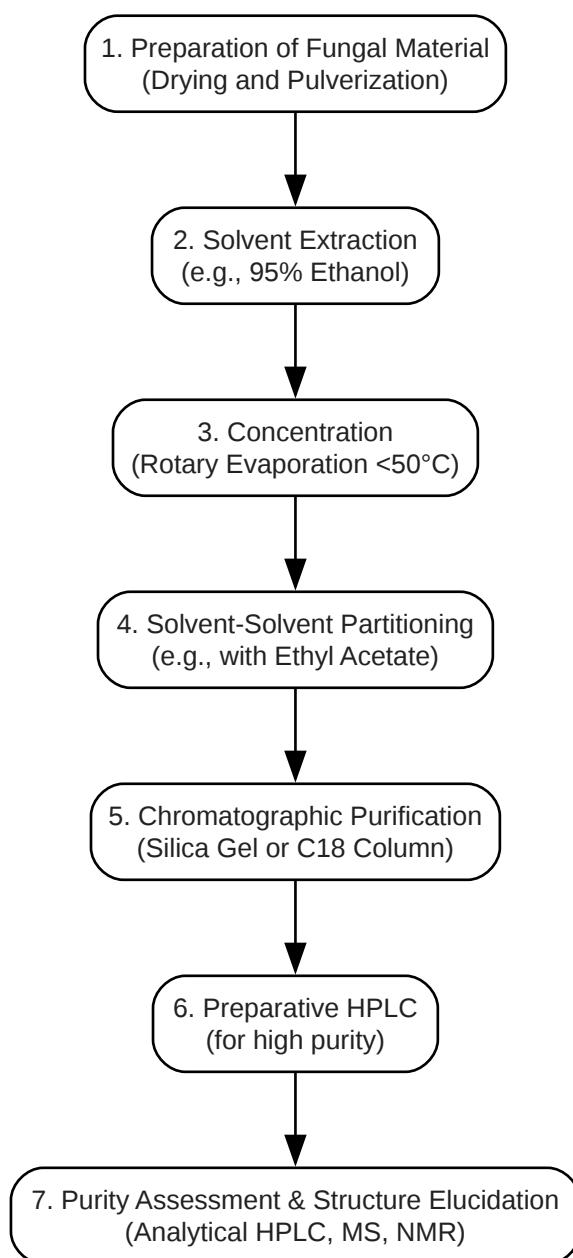 1. Preparation of Fungal Material
(Drying and Pulverization)
2. Solvent Extraction
(e.g., 95% Ethanol)
3. Concentration
(Rotary Evaporation <50°C)
4. Solvent-Solvent Partitioning
(e.g., with Ethyl Acetate)
5. Chromatographic Purification
(Silica Gel or C18 Column)
6. Preparative HPLC
(for high purity)
7. Purity Assessment & Structure Elucidation
(Analytical HPLC, MS, NMR)